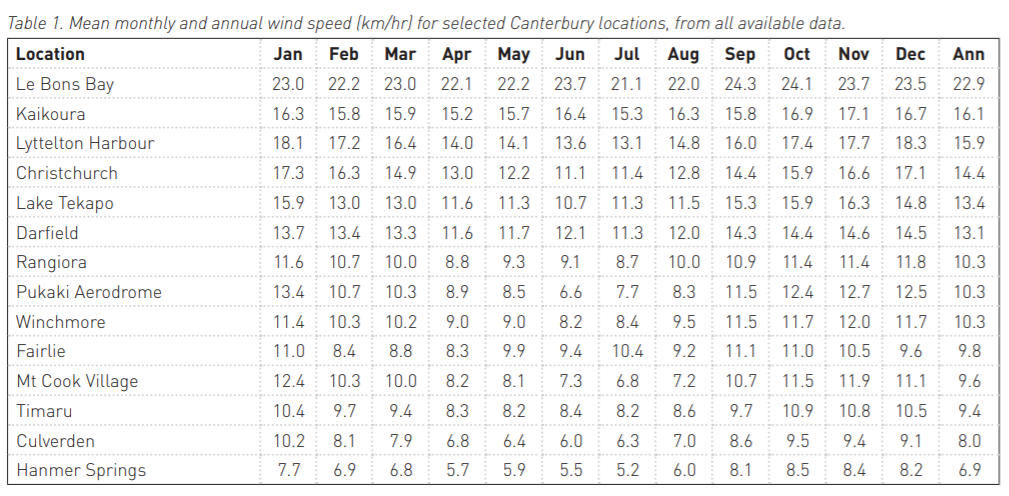 Table 1. Mean monthly and annual wind speed (km/hr) for selected Canterbury locations, from all available data.
Location Jan Feb Mar Apr May Jun Jul Aug Sep Oct Nov Dec Ann
Le Bons Bay 23.0 22.2 23.0 22.1 22.2 23.7 21.1 22.0 24.3 24.1 23.7 23.5 22.9
Kaikoura 16.3 15.8 15.9 15.2 15.7 16.4 15.3 16.3 15.8 16.9 17.1 16.7 16.1
Lyttelton Harbour 18.1 17.2 16.4 14.0 14.1 13.6 13.1 14.8 16.0 17.4 17.7 18.3 15.9
Christchurch 17.3 16.3 14.9 13.0 12.2 11.1 11.4 12.8 14.4 15.9 16.6 17.1 14.4
Lake Tekapo 15.9 13.0 13.0 11.6 11.3 10.7 11.3 11.5 15.3 15.9 16.3 14.8 13.4
Darfield 13.7 13.4 13.3 11.6 11.7 12.1 11.3 12.0 14.3 14.4 14.6 14.5 13.1
Rangiora 11.6 10.7 10.0 8.8 9.3 9.1 8.7 10.0 10.9 11.4 11.4 11.8 10.3
Pukaki Aerodrome 13.4 10.7 10.3 8.9 8.5 6.6 7.7 8.3 11.5 12.4 12.7 12.5 10.3
Winchmore 11.4 10.3 10.2 9.0 9.0 8.2 8.4 9.5 11.5 11.7 12.0 11.7 10.3
Fairlie 11.0 8.4 8.8 8.3 9.9 9.4 10.4 9.2 11.1 11.0 10.5 9.6 9.8
Mt Cook Village 12.4 10.3 10.0 8.2 8.1 7.3 6.8 7.2 10.7 11.5 11.9 11.1 9.6
Timaru 10.4 9.7 9.4 8.3 8.2 8.4 8.2 8.6 9.7 10.9 10.8 10.5 9.4
Culverden 10.2 8.1 7.9 6.8 6.4 6.0 6.3 7.0 8.6 9.5 9.4 9.1 8.0
Hanmer Springs 7.7 6.9 6.8 5.7 5.9 5.5 5.2 6.0 8.1 8.5 8.4 8.2 6.9